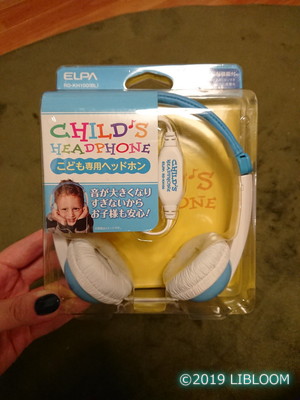 ELPA
CHILD'S
HEADPHONE
こども専用ヘッドホン
音が大きくなり
すぎないから
お子様も安心!
CHILD'S
HEADPHONE
©2019 LIBLOOM